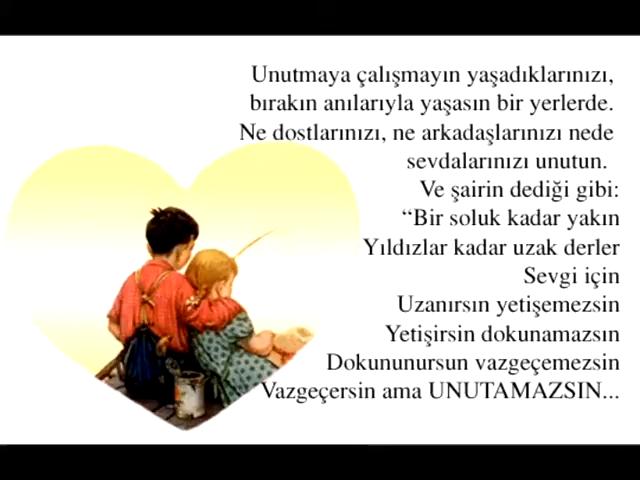 Unutmaya çalışmayın yaşadıklarınızı,
bırakın anılarıyla yaşasın bir yerlerde.
Ne dostlarınızı, ne arkadaşlarınızı nede
sevdalarınızı unutun.
Ve şairin dediği gibi:
“Bir soluk kadar yakın
Yıldızlar kadar uzak derler
Sevgi için
Uzanırsın yetişemezsin
Yetişirsin dokunamazsın
Dokununursun vazgeçemezsin
Vazgeçersin ama UNUTAMAZSIN...